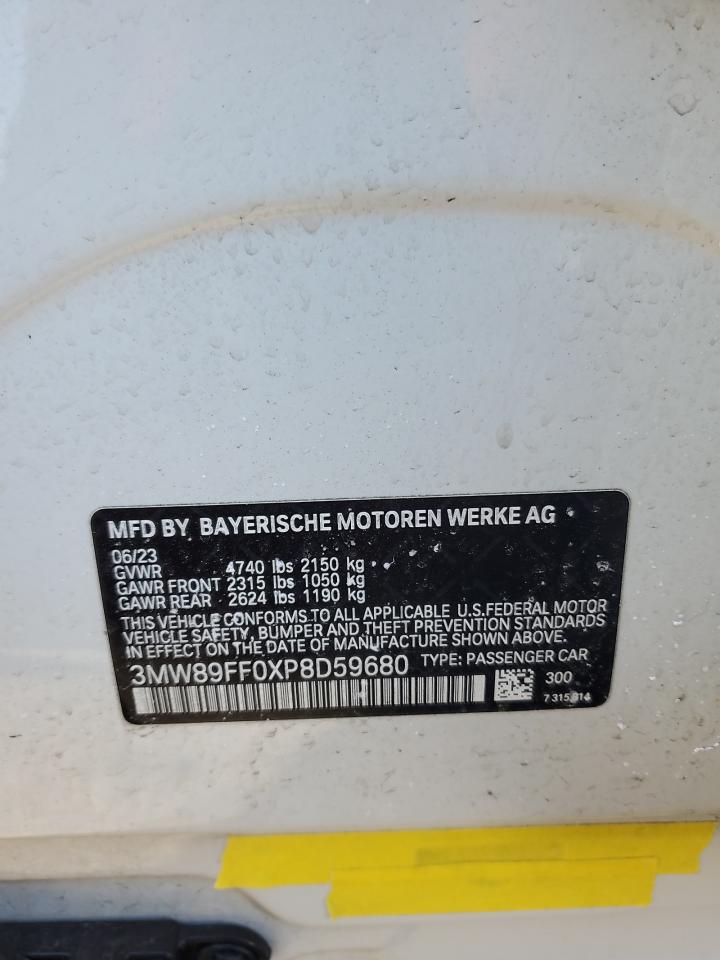 MFD BY BAYERISCHE MOTOREN WERKE AG
06/23
GVWR 4740 lbs 2150 kg
GAWR FRONT 2315 lbs 1050 kg
GAWR REAR 2624 lbs 1190 kg
THIS VEHICLE CONFORMS TO ALL APPLICABLE U.S.FEDERAL MOTOR
VEHICLE SAFETY, BUMPER AND THEFT PREVENTION STANDARDS
IN EFFECT ON THE DATE OF MANUFACTURE SHOWN ABOVE.
3MW89FF0XP8D59680 TYPE: PASSENGER CAR
300